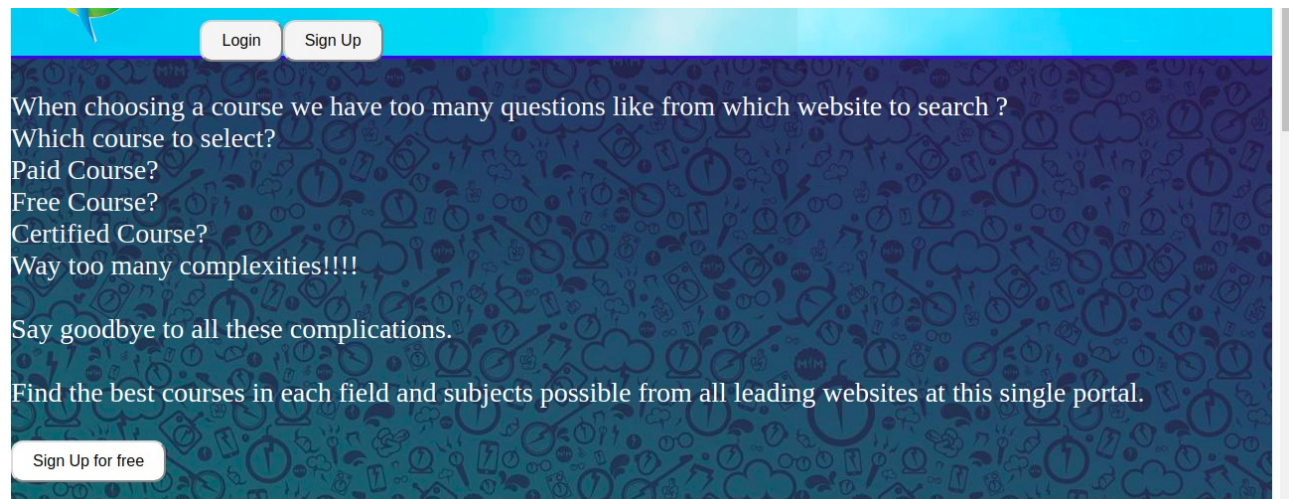 Login Sign Up
When choosing a course we have too many questions like from which website to search ?
Which course to select?
Paid Course?
Free Course?
Certified Course?
Way too many complexities!!!!
Say goodbye to all these complications.
Find the best courses in each field and subjects possible from all leading websites at this single portal.
Sign Up for free